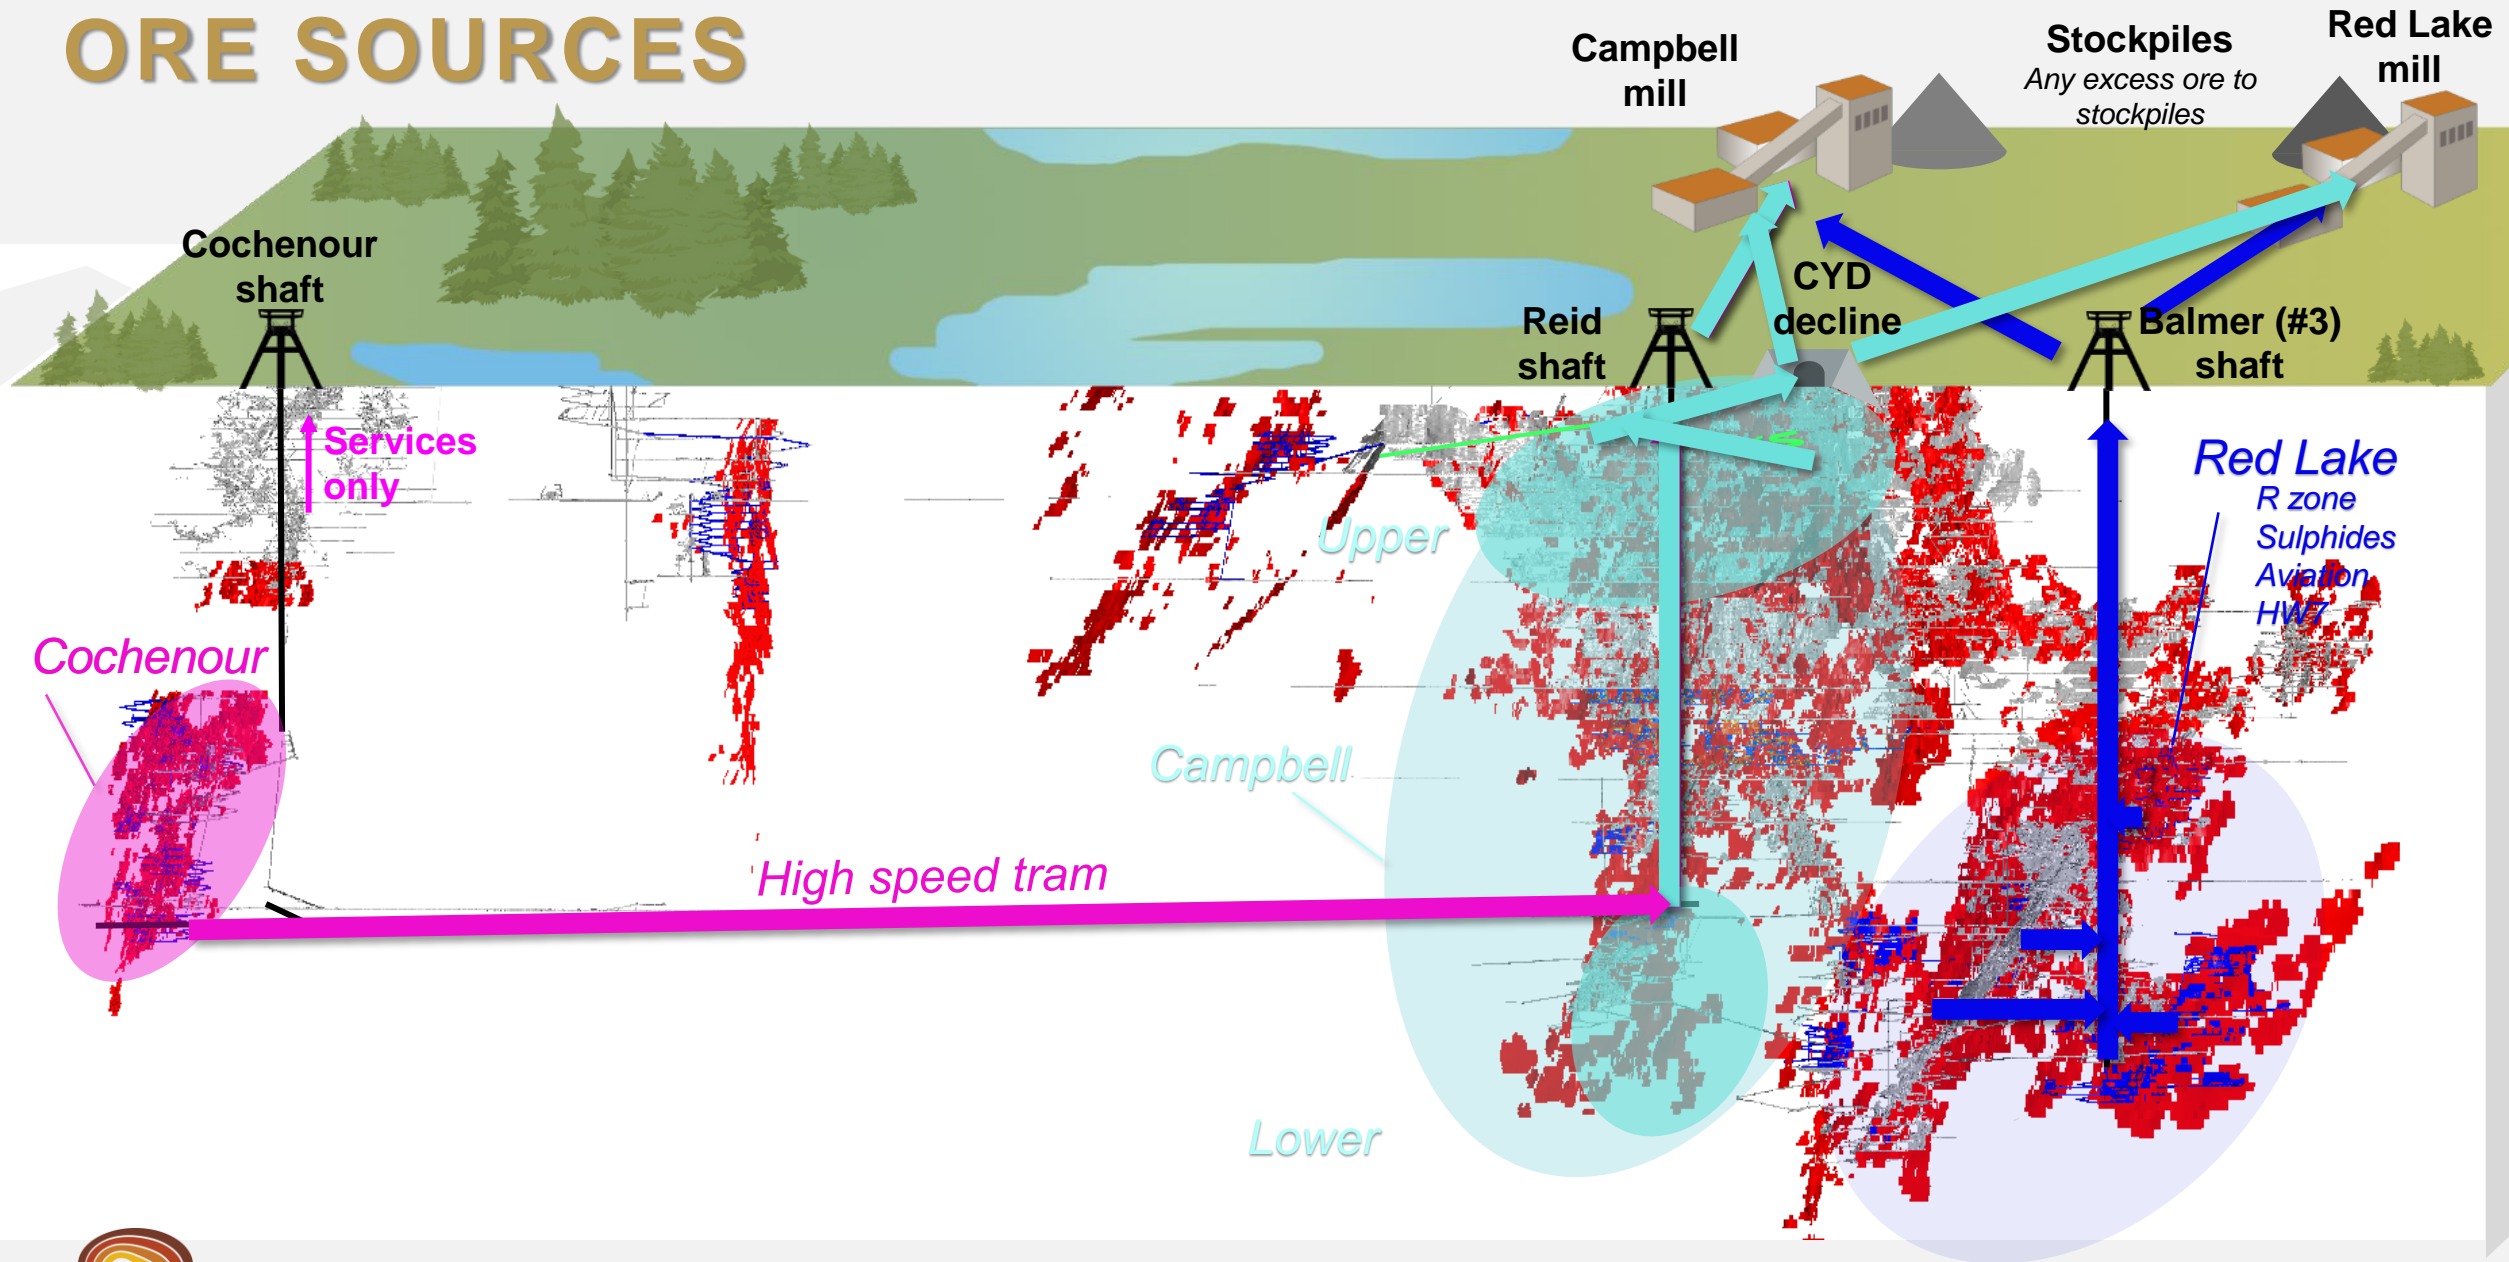 ORE SOURCES
Campbell
mill
Stockpiles
Any excess ore to
stockpiles
Red Lake
mill
Cochenour
shaft
Reid
shaft
CYD
decline
Balmer (#3)
shaft
Services
only
Red Lake
R zone
Sulphides
Aviation
HW7
Upper
Cochenour
Campbell
High speed tram
Lower